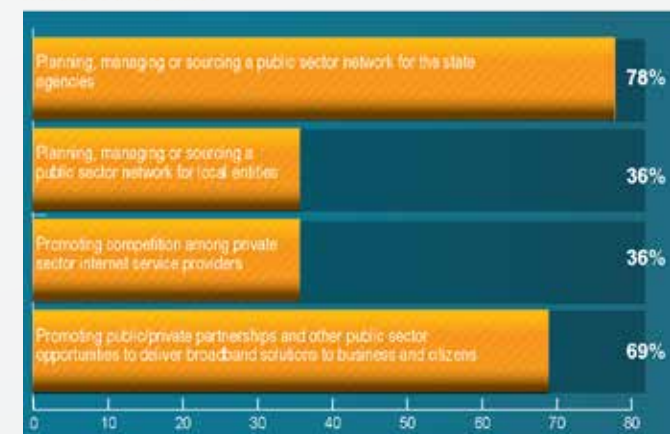 Planning, managing or sourcing a public sector network for the state
agencies
78%
Planning, managing or sourcing a
public sector network for local entities
36%
Promoting competition among private
sector internet service providers
36%
Promoting public/private partnerships and other public sector
opportunities to deliver broadband solutions to business and citizens
69%
0 10 20 30 40 50 60 70 80